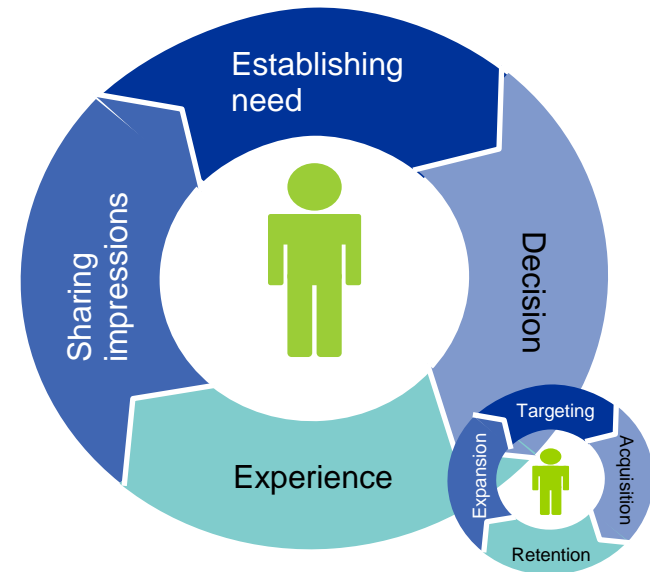 Establishing
need
Decision
Experience
Sharing
impressions
Targeting
Acquisition
Retention
Expansion